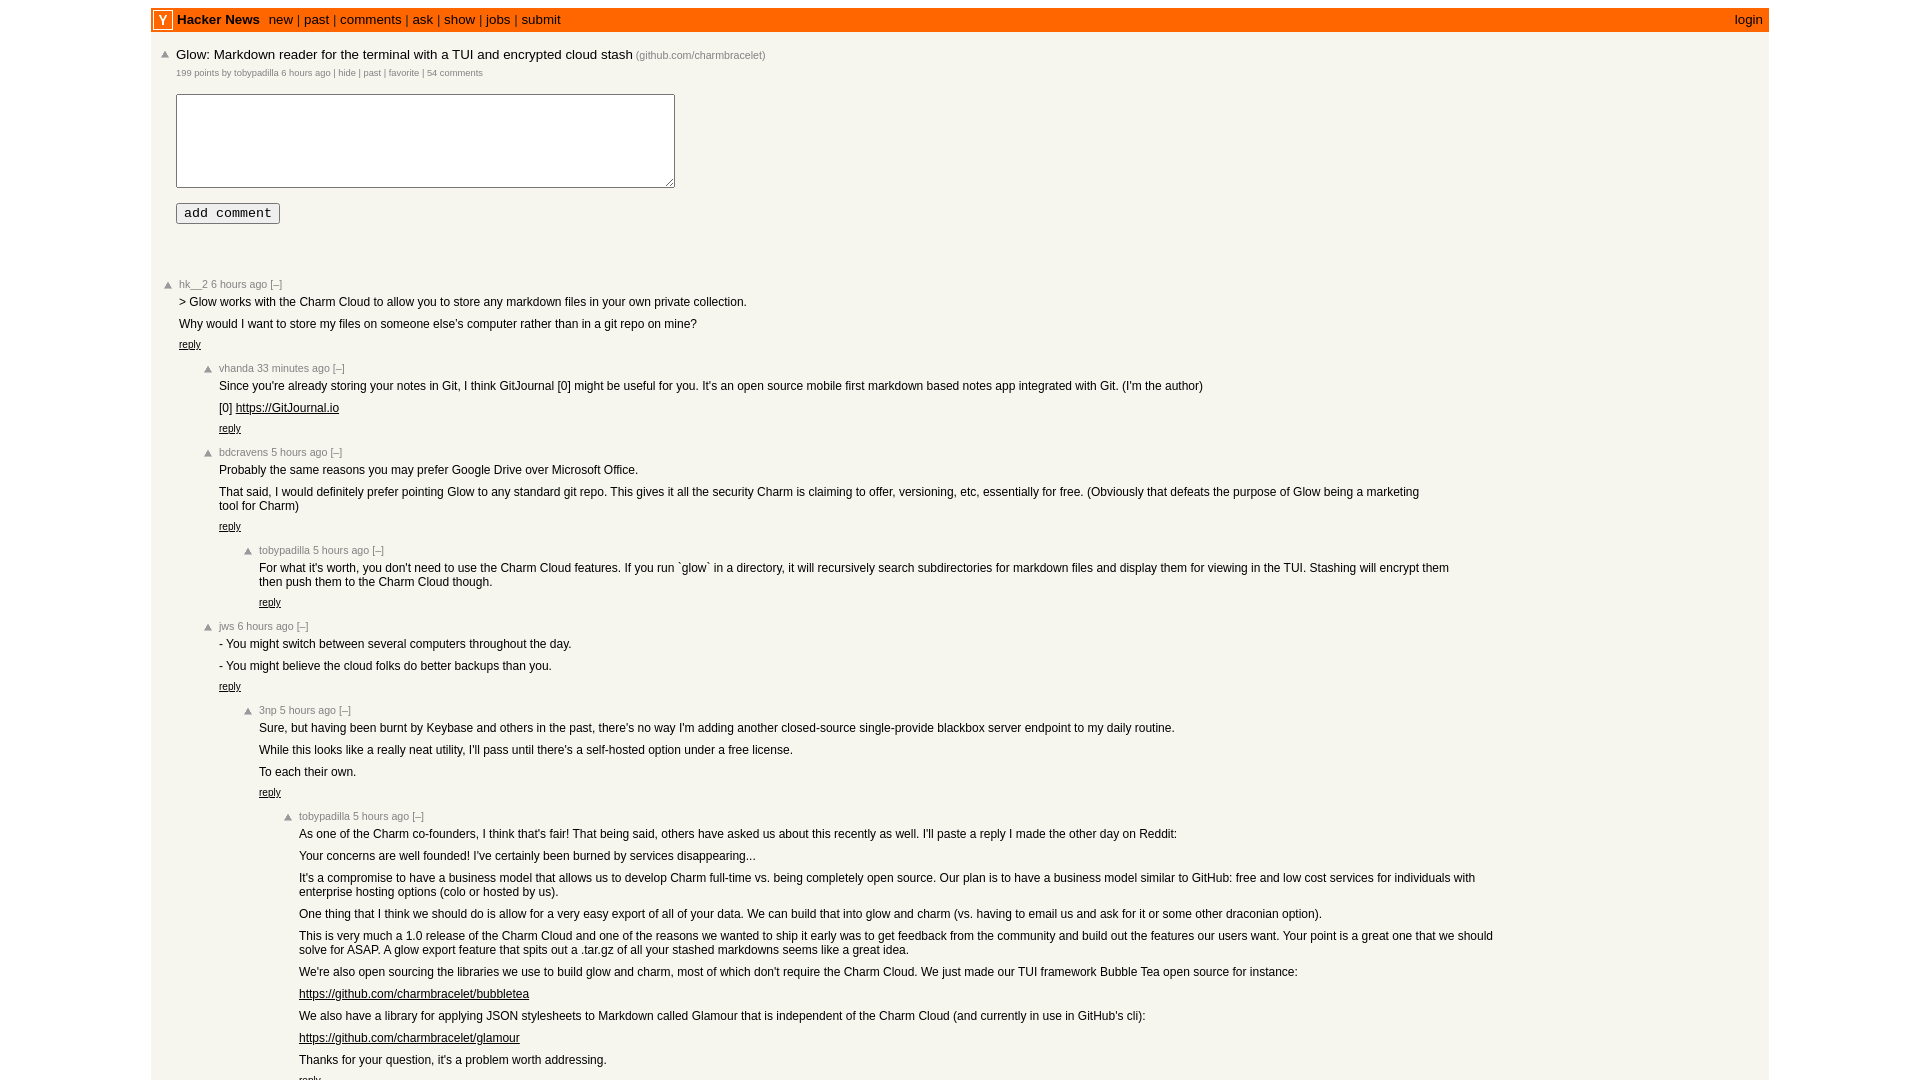 Y Hacker News new | past | comments | ask | show | jobs | submit login
Glow: Markdown reader for the terminal with a TUI and encrypted cloud stash (github.com/charmbracelet)
199 points by tobypadilla 6 hours ago | hide | past | favorite | 54 comments
add comment
hk__2 6 hours ago [–]
> Glow works with the Charm Cloud to allow you to store any markdown files in your own private collection.
Why would I want to store my files on someone else's computer rather than in a git repo on mine?
reply
vhanda 33 minutes ago [–]
Since you're already storing your notes in Git, I think GitJournal [0] might be useful for you. It's an open source mobile first markdown based notes app integrated with Git. (I'm the author)
[0] https://GitJournal.io
reply
bdcravens 5 hours ago [–]
Probably the same reasons you may prefer Google Drive over Microsoft Office.
That said, I would definitely prefer pointing Glow to any standard git repo. This gives it all the security Charm is claiming to offer, versioning, etc, essentially for free. (Obviously that defeats the purpose of Glow being a marketing
tool for Charm)
reply
tobypadilla 5 hours ago [–]
For what it's worth, you don't need to use the Charm Cloud features. If you run `glow` in a directory, it will recursively search subdirectories for markdown files and display them for viewing in the TUI. Stashing will encrypt them
then push them to the Charm Cloud though.
reply
jws 6 hours ago [–]
- You might switch between several computers throughout the day.
- You might believe the cloud folks do better backups than you.
reply
3np 5 hours ago [–]
Sure, but having been burnt by Keybase and others in the past, there's no way I'm adding another closed-source single-provide blackbox server endpoint to my daily routine.
While this looks like a really neat utility, I'll pass until there's a self-hosted option under a free license.
To each their own.
reply
tobypadilla 5 hours ago [–]
As one of the Charm co-founders, I think that's fair! That being said, others have asked us about this recently as well. I'll paste a reply I made the other day on Reddit:
Your concerns are well founded! I've certainly been burned by services disappearing...
It's a compromise to have a business model that allows us to develop Charm full-time vs. being completely open source. Our plan is to have a business model similar to GitHub: free and low cost services for individuals with
enterprise hosting options (colo or hosted by us).
One thing that I think we should do is allow for a very easy export of all of your data. We can build that into glow and charm (vs. having to email us and ask for it or some other draconian option).
This is very much a 1.0 release of the Charm Cloud and one of the reasons we wanted to ship it early was to get feedback from the community and build out the features our users want. Your point is a great one that we should
solve for ASAP. A glow export feature that spits out a .tar.gz of all your stashed markdowns seems like a great idea.
We're also open sourcing the libraries we use to build glow and charm, most of which don't require the Charm Cloud. We just made our TUI framework Bubble Tea open source for instance:
https://github.com/charmbracelet/bubbletea
We also have a library for applying JSON stylesheets to Markdown called Glamour that is independent of the Charm Cloud (and currently in use in GitHub's cli):
https://github.com/charmbracelet/glamour
Thanks for your question, it's a problem worth addressing.
reply